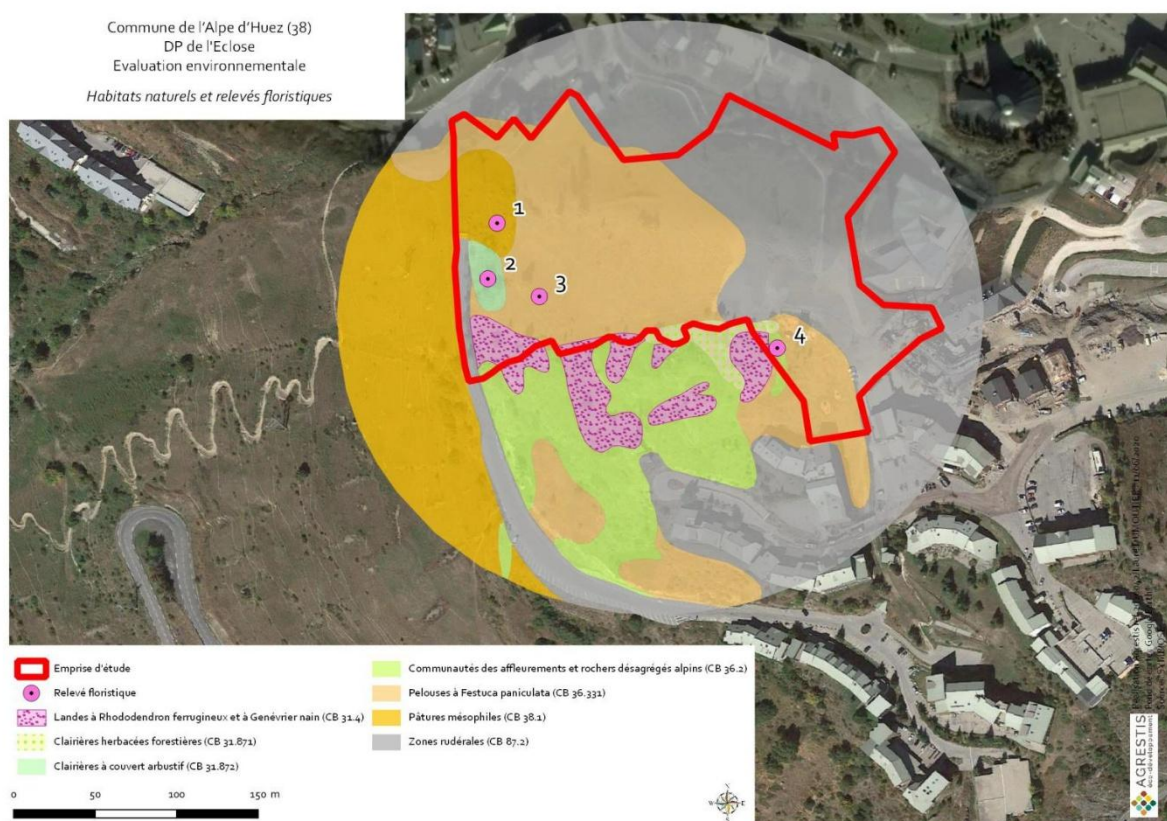 Commune de l'Alpe d'Huez (38)
DP de l'Eclose
Evaluation environnementale
Habitats naturels et relevés floristiques
1
2
3
4
Emprise d'étude
Relevé floristique
Landes à Rhododendron ferrugineux et à Genévrier nain (CB 31.4)
Clairières herbacées forestières (CB 31.871)
Clairières à couvert arbustif (CB 31.872)
Communautés des affleurements et rochers désagrégés alpins (CB 36.2)
Pelouses à Festuca paniculata (CB 36.331)
Pâtures mésophiles (CB 38.1)
Zones rudérales (CB 87.2)
0 50 100 150 m
N
W E
S
AGRESTIS
éco-développement